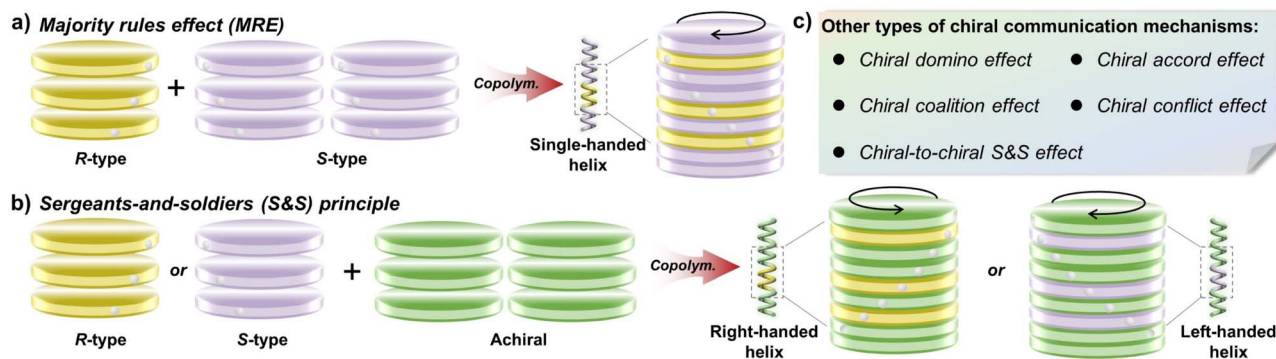 a) Majority rules effect (MRE)
+
R-type
S-type
Copolym.
Single-handed
helix
c) Other types of chiral communication mechanisms:
● Chiral domino effect
● Chiral accord effect
● Chiral coalition effect
● Chiral conflict effect
● Chiral-to-chiral S&S effect
b) Sergeants-and-soldiers (S&S) principle
or
+
R-type
S-type
Achiral
Copolym.
Right-handed
helix
or
Left-handed
helix